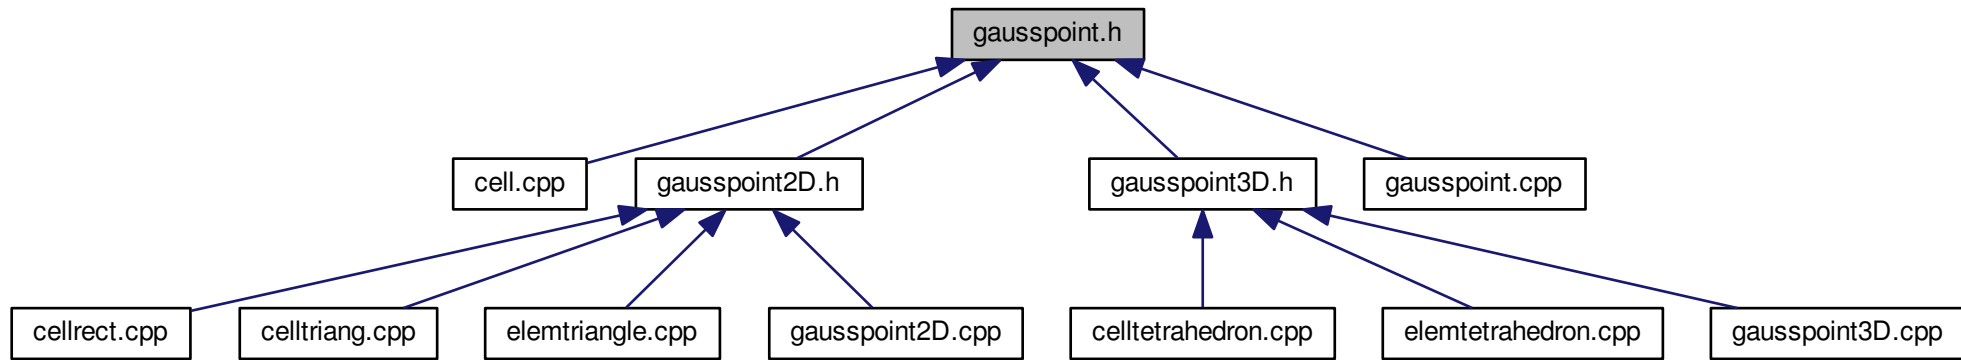 gausspoint.h
cell.cpp
gausspoint2D.h
gausspoint3D.h
gausspoint.cpp
cellrect.cpp
celltriang.cpp
elemtriangle.cpp
gausspoint2D.cpp
celltetrahedron.cpp
elemtetrahedron.cpp
gausspoint3D.cpp